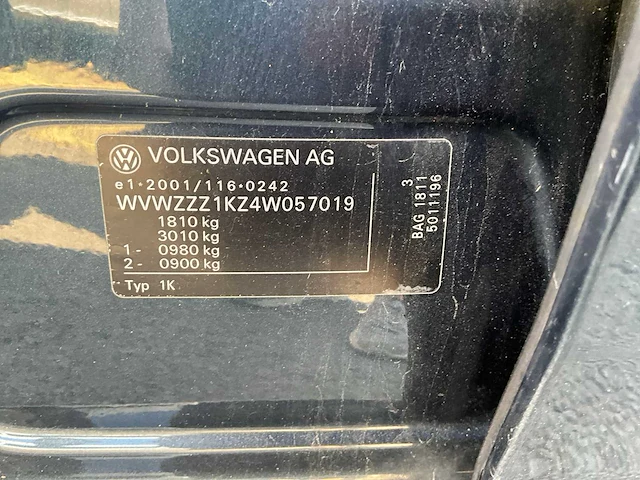 VOLKSWAGEN AG
e1·2001/116·0242
WVWZZZ1KZ4W057019
1810 kg
3010 kg
1- 0980 kg
2- 0900 kg
Typ 1K
3
BAG 1811
5011196